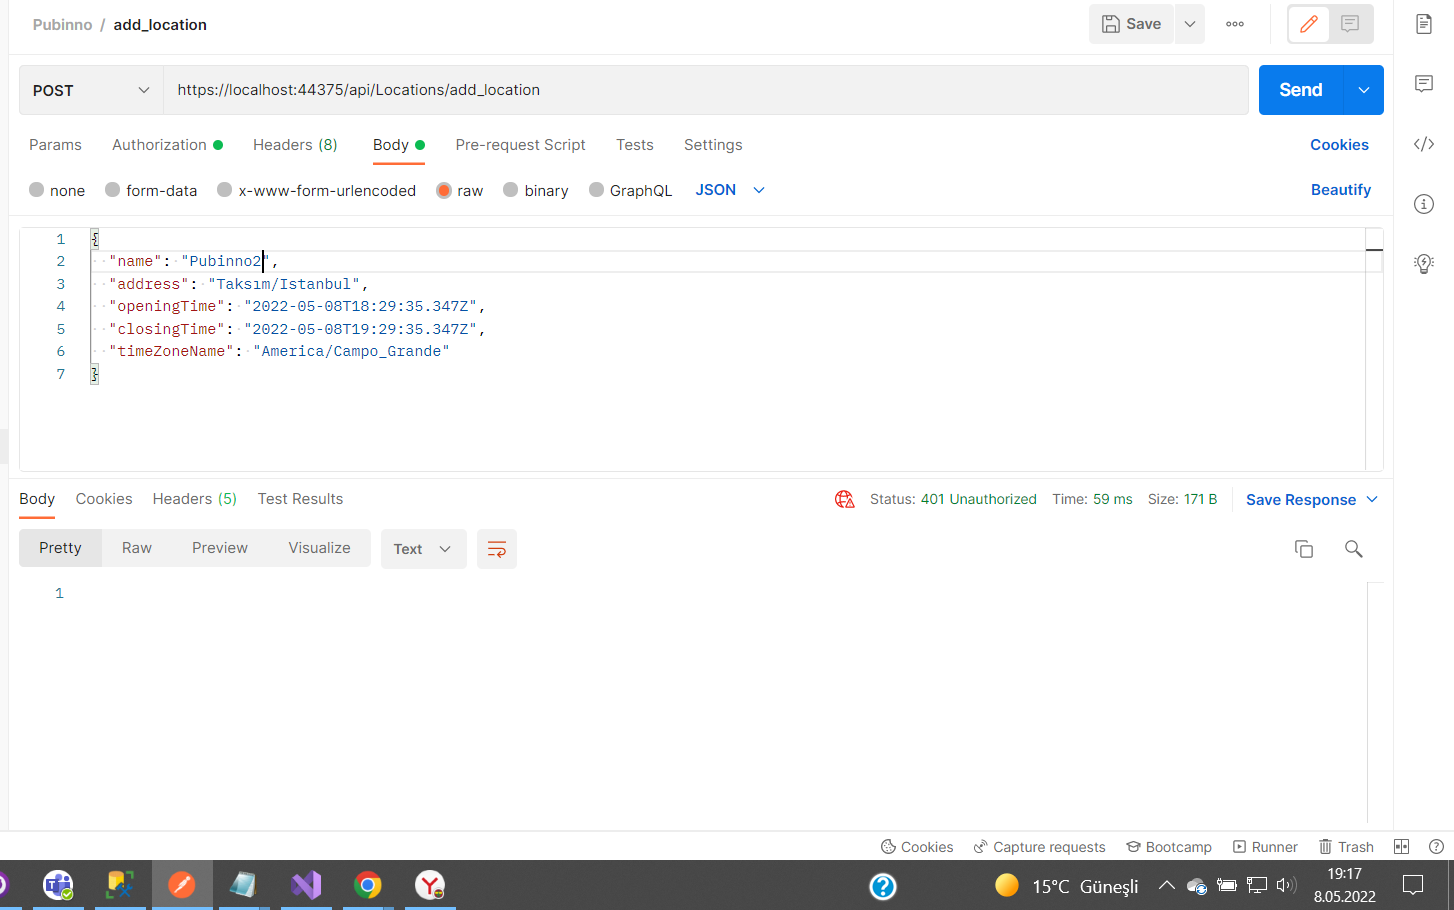 Pubinno / add_location
Save
POST
https://localhost:44375/api/Locations/add_location
Send
Params Authorization Headers (8) Body Pre-request Script Tests Settings Cookies
none form-data x-www-form-urlencoded raw binary GraphQL JSON Beautify
1 {
2 "name": "Pubinno2",
3 "address": "Taksım/Istanbul",
4 "openingTime": "2022-05-08T18:29:35.347Z",
5 "closingTime": "2022-05-08T19:29:35.347Z",
6 "timeZoneName": "America/Campo_Grande"
7 }
Body Cookies Headers (5) Test Results Status: 401 Unauthorized Time: 59 ms Size: 171 B Save Response
Pretty Raw Preview Visualize Text
1
Cookies Capture requests Bootcamp Runner Trash
15°C Güneşli
19:17
8.05.2022